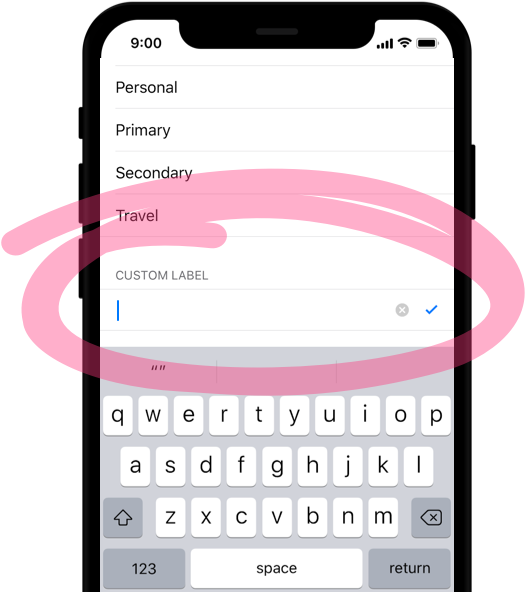 9:00
Personal
Primary
Secondary
Travel
CUSTOM LABEL
“”
q w e r t y u i o p
a s d f g h j k l
z x c v b n m
123 space return